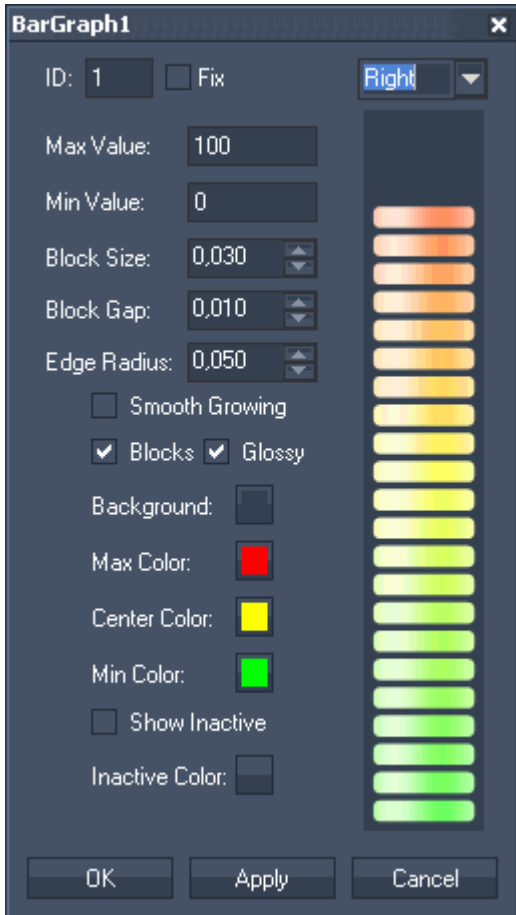 BarGraph1
ID: 1 Fix Right
Max Value: 100
Min Value: 0
Block Size: 0,030
Block Gap: 0,010
Edge Radius: 0,050
Smooth Growing
Blocks Glossy
Background:
Max Color:
Center Color:
Min Color:
Show Inactive
Inactive Color:
OK Apply Cancel